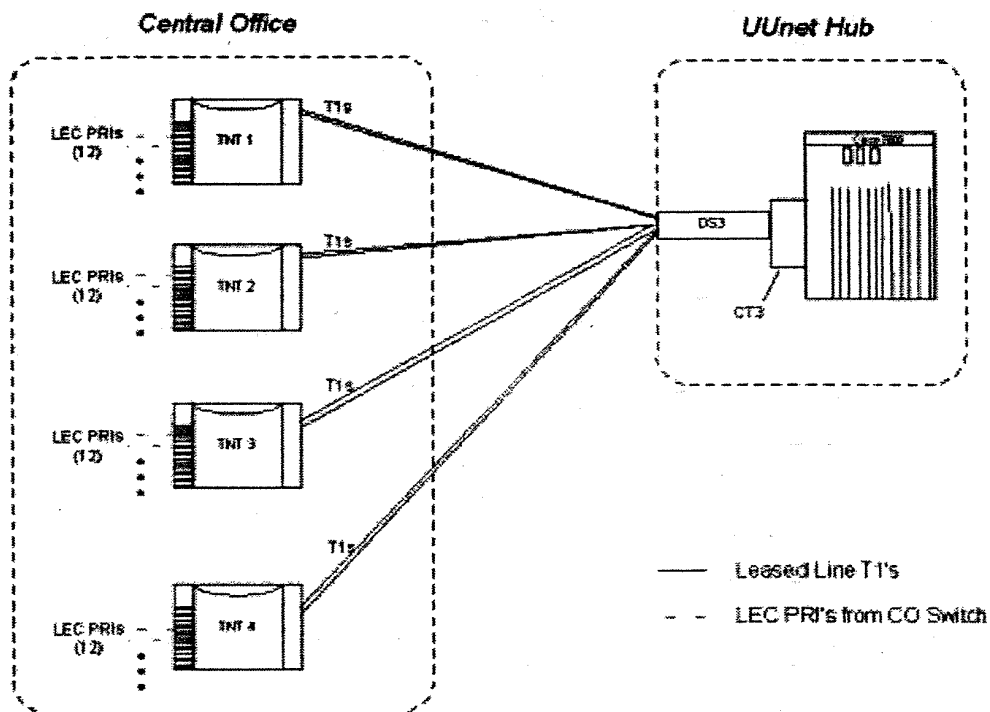 Central Office
UUnet Hub
T1s
LEC PRIs
(12)
TNT 1
T1s
LEC PRIs
(12)
TNT 2
DS3
CT3
T1s
LEC PRIs
(12)
TNT 3
T1s
LEC PRIs
(12)
TNT 4
Leased Line T1's
LEC PRI's from CO Switch